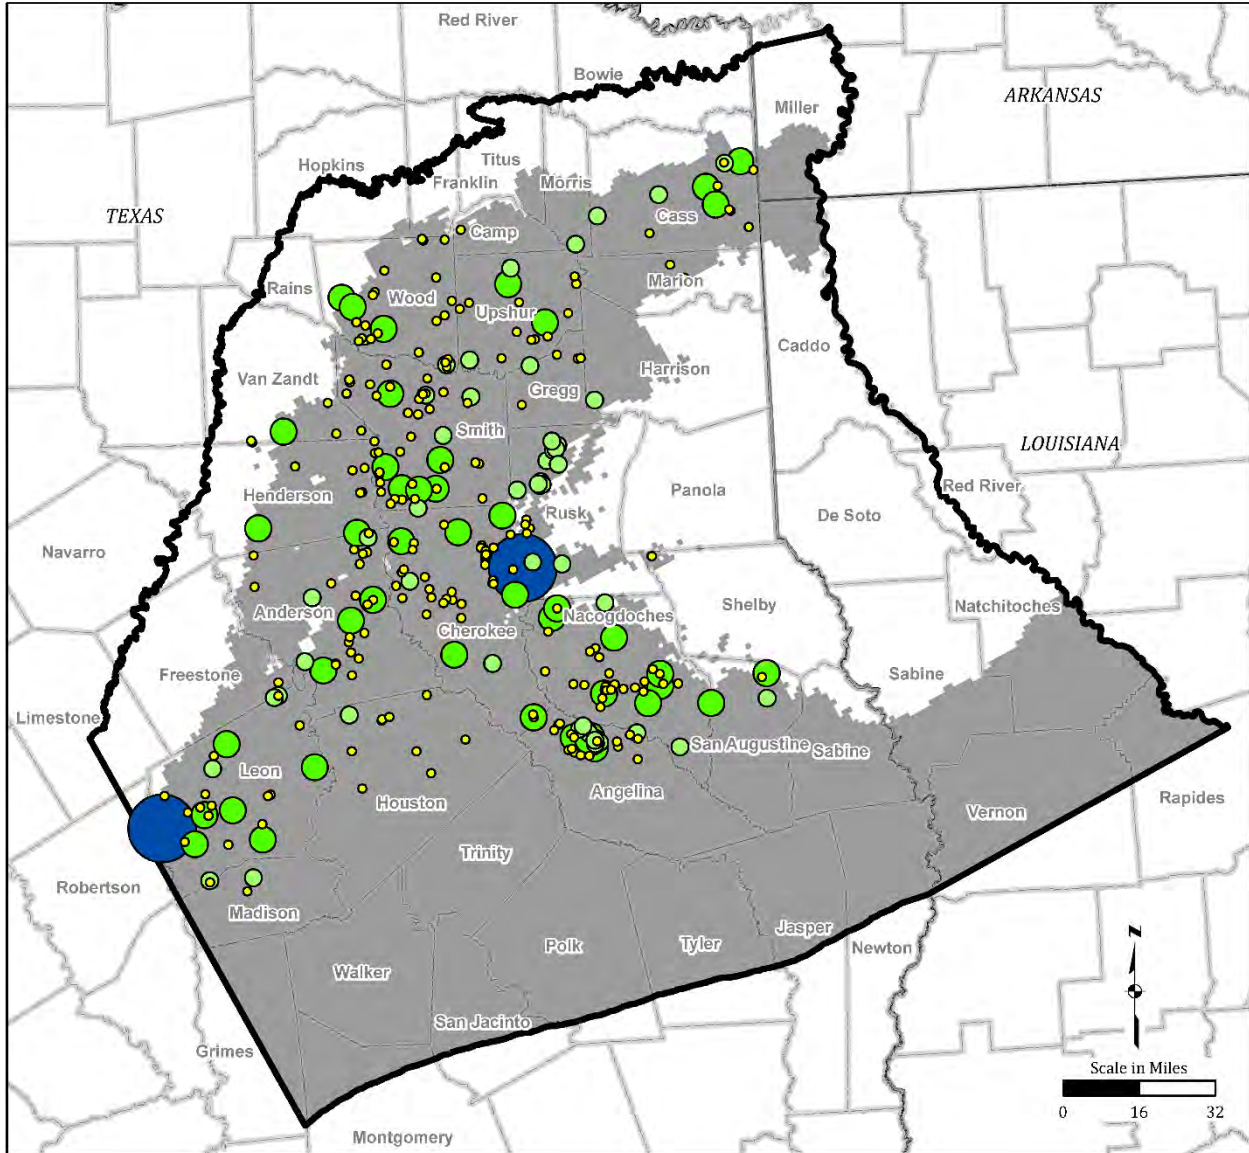 Red River
Bowie
ARKANSAS
Miller
Hopkins
Titus
Franklin
Morris
TEXAS
Cass
Camp
Rains
Wood
Marion
Upshur
Caddo
Van Zandt
Harrison
Gregg
Smith
LOUISIANA
Henderson
Panola
Red River
Rusk
De Soto
Navarro
Anderson
Shelby
Natchitoches
Nacogdoches
Cherokee
Freestone
Sabine
Limestone
San Augustine
Sabine
Leon
Angelina
Houston
Rapides
Vernon
Trinity
Robertson
Madison
Jasper
Polk
Tyler
Newton
Walker
N
San Jacinto
Grimes
Scale in Miles
0 16 32
Montgomery